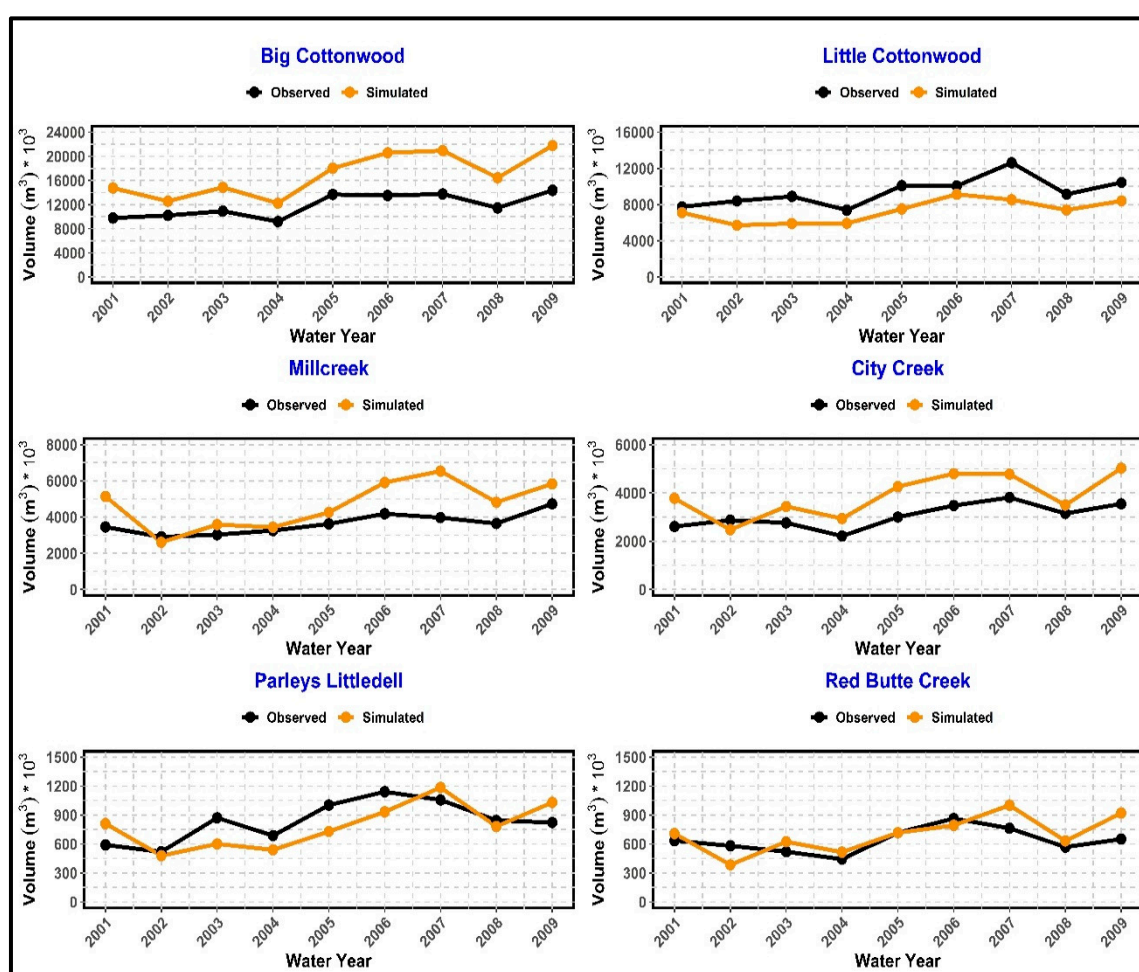 Big Cottonwood
Observed Simulated
Volume (m³) * 10³
24000
20000
16000
12000
8000
4000
0
2001 2002 2003 2004 2005 2006 2007 2008 2009
Water Year
Little Cottonwood
Observed Simulated
Volume (m³) * 10³
16000
12000
8000
4000
0
2001 2002 2003 2004 2005 2006 2007 2008 2009
Water Year
Millcreek
Observed Simulated
Volume (m³) * 10³
8000
6000
4000
2000
0
2001 2002 2003 2004 2005 2006 2007 2008 2009
Water Year
City Creek
Observed Simulated
Volume (m³) * 10³
6000
4000
2000
0
2001 2002 2003 2004 2005 2006 2007 2008 2009
Water Year
Parleys Littledell
Observed Simulated
Volume (m³) * 10³
1500
1200
900
600
300
0
2001 2002 2003 2004 2005 2006 2007 2008 2009
Water Year
Red Butte Creek
Observed Simulated
Volume (m³) * 10³
1500
1200
900
600
300
0
2001 2002 2003 2004 2005 2006 2007 2008 2009
Water Year